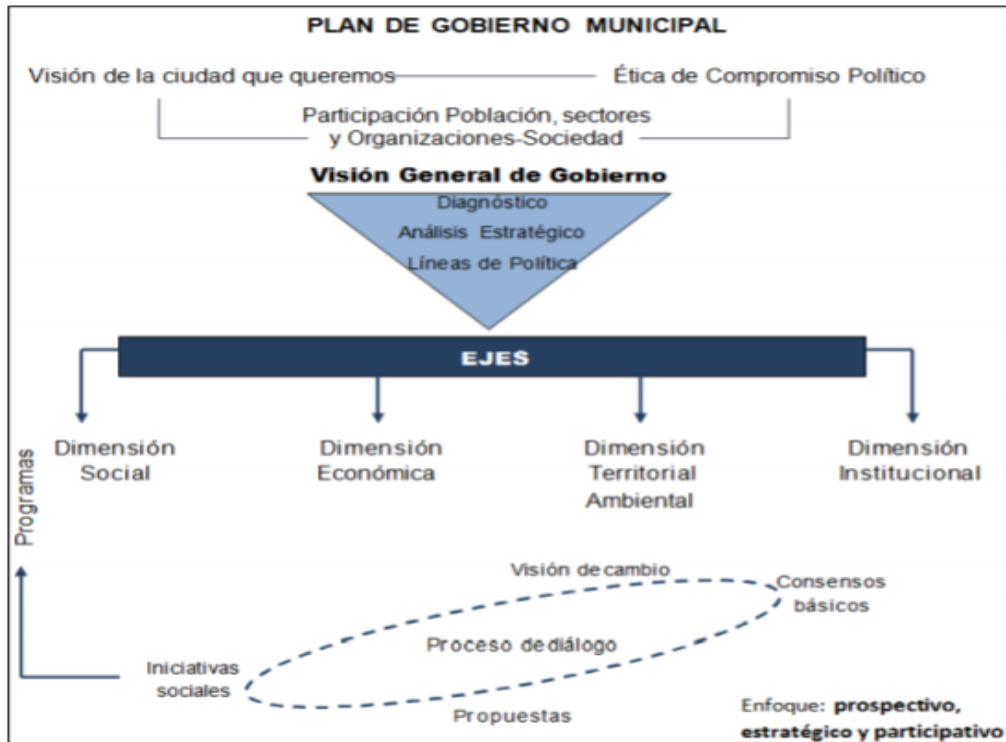 PLAN DE GOBIERNO MUNICIPAL
Visión de la ciudad que queremos
Ética de Compromiso Político
Participación Población, sectores
y Organizaciones-Sociedad
Visión General de Gobierno
Diagnóstico
Análisis Estratégico
Líneas de Política
EJES
Dimensión
Social
Dimensión
Económica
Dimensión
Territorial
Ambiental
Dimensión
Institucional
Programas
Visión de cambio
Consensos
básicos
Proceso de diálogo
Iniciativas
sociales
Propuestas
Enfoque: prospectivo,
estratégico y participativo